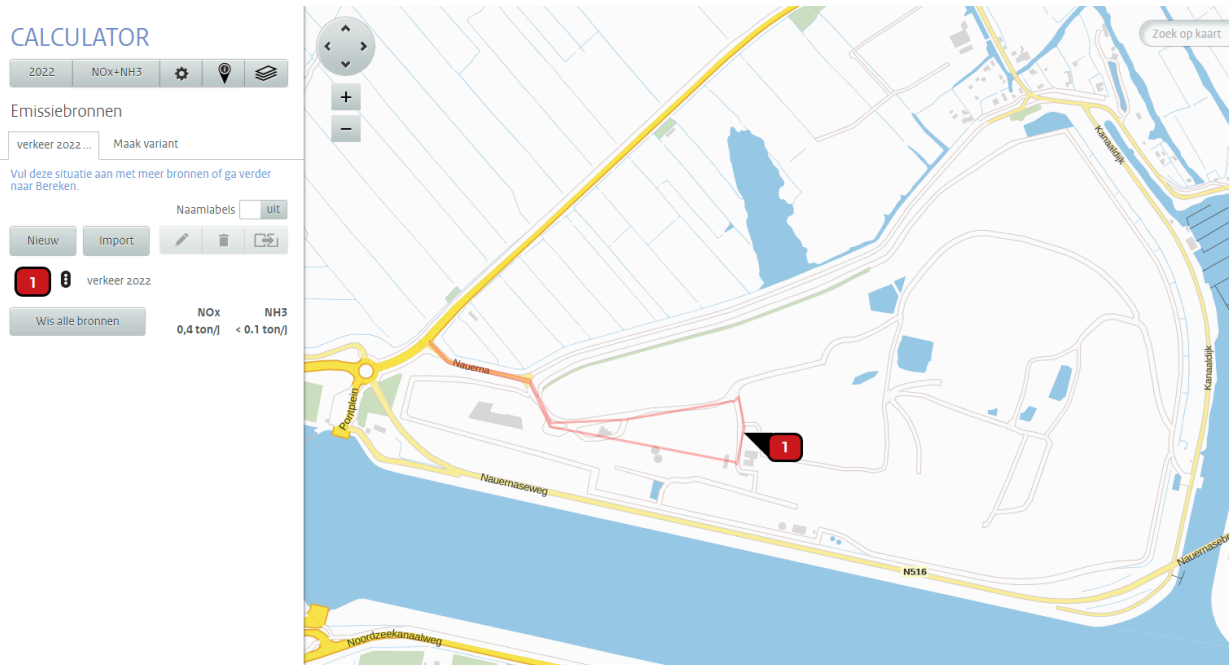 CALCULATOR
2022 NOx+NH3
Emissiebronnen
verkeer 2022 ... Maak variant
Vul deze situatie aan met meer bronnen of ga verder
naar Bereken.
Naamlabels uit
Nieuw Import
1 verkeer 2022
Wis alle bronnen NOx NH3
0,4 ton/j < 0.1 ton/j
Zoek op kaart
Kanaaldijk
Kanaaldijk
Nauerna
Pontplein
1
Nauernaseweg
N516
Noordzeekanaalweg